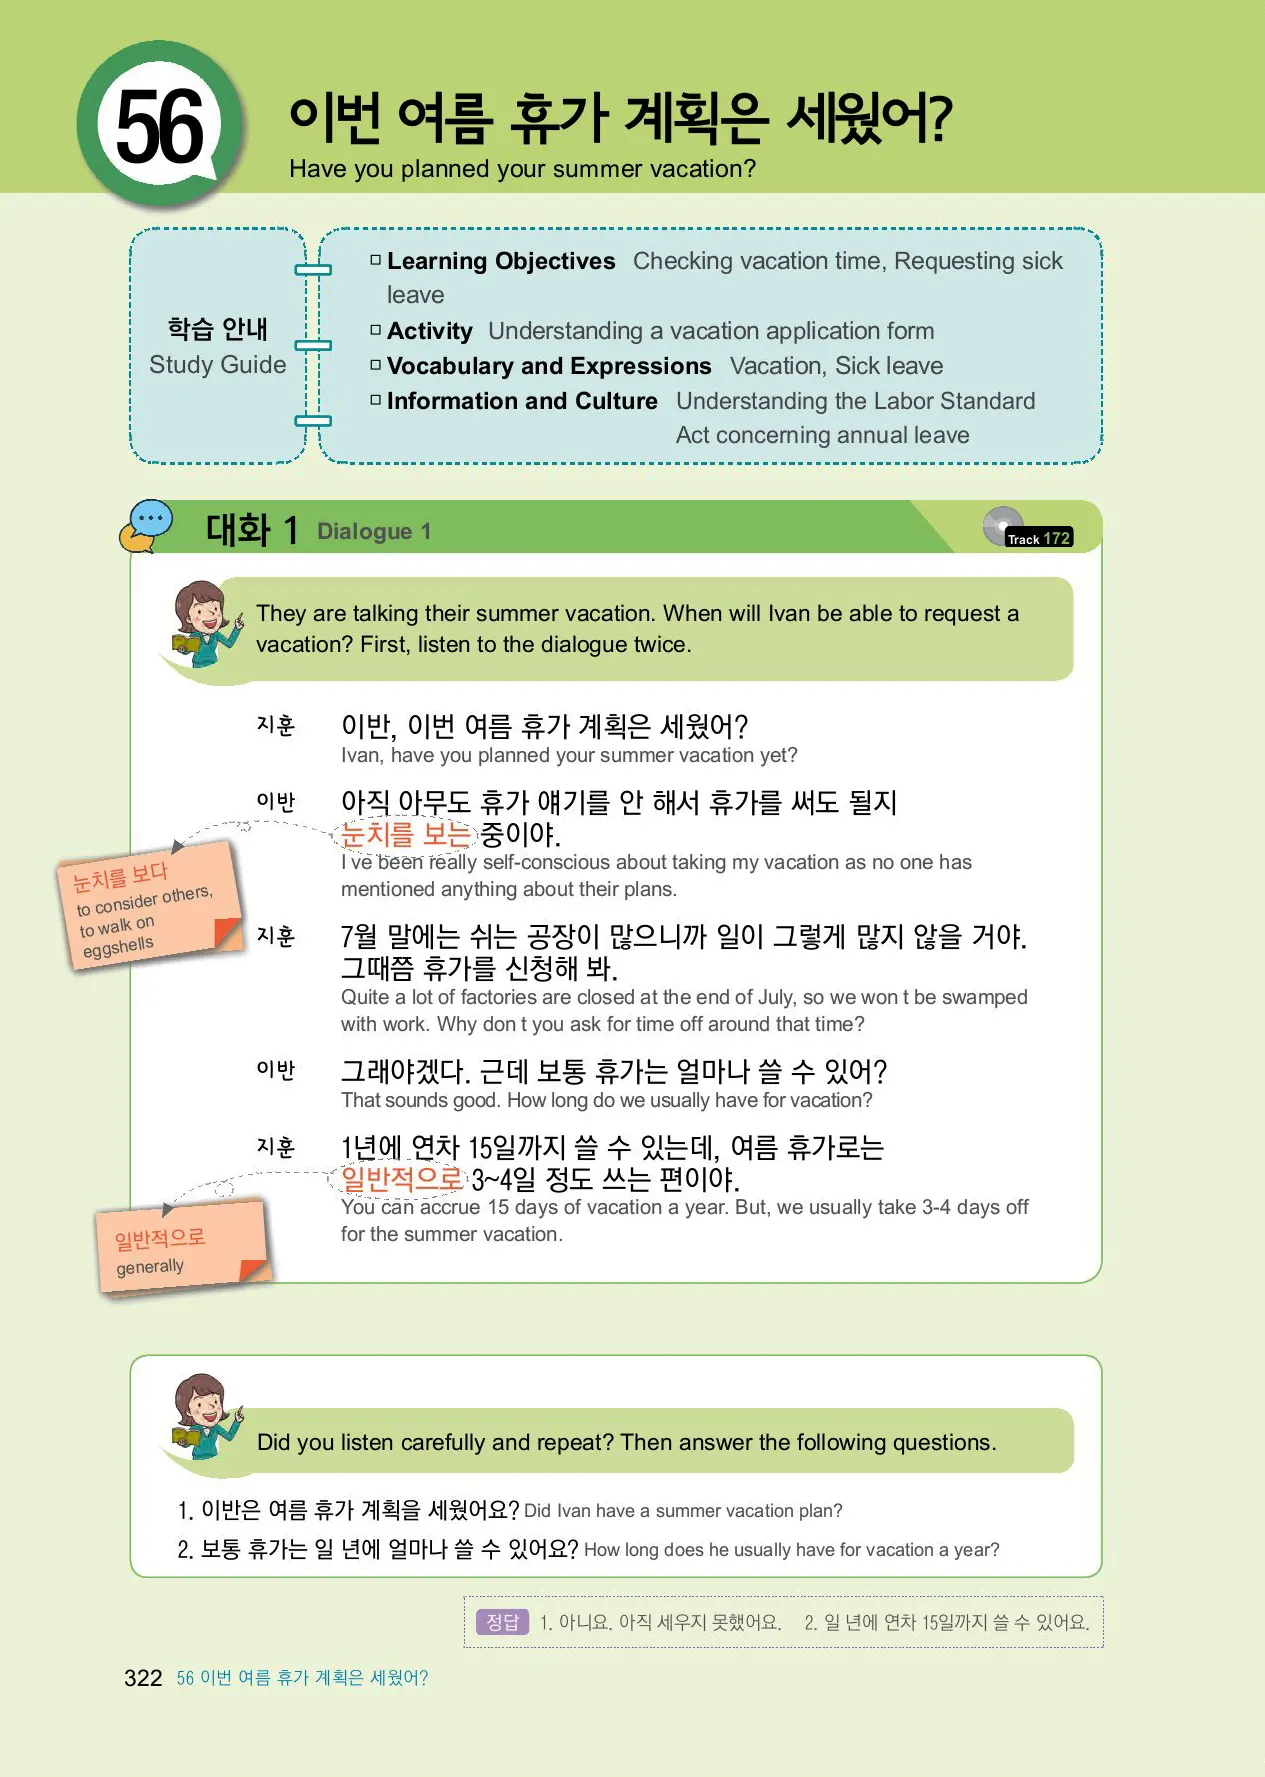 56
이번 여름 휴가 계획은 세웠어?
Have you planned your summer vacation?
학습 안내
Study Guide
□ Learning Objectives Checking vacation time, Requesting sick
leave
□ Activity Understanding a vacation application form
□ Vocabulary and Expressions Vacation, Sick leave
□ Information and Culture Understanding the Labor Standard
Act concerning annual leave
대화 1 Dialogue 1
Track 172
They are talking their summer vacation. When will Ivan be able to request a
vacation? First, listen to the dialogue twice.
지훈 이반, 이번 여름 휴가 계획은 세웠어?
Ivan, have you planned your summer vacation yet?
이반 아직 아무도 휴가 얘기를 안 해서 휴가를 써도 될지
눈치를 보는 중이야.
I ve been really self-conscious about taking my vacation as no one has
mentioned anything about their plans.
눈치를 보다
to consider others,
to walk on
eggshells
지훈 7월 말에는 쉬는 공장이 많으니까 일이 그렇게 많지 않을 거야.
그때쯤 휴가를 신청해 봐.
Quite a lot of factories are closed at the end of July, so we won t be swamped
with work. Why don t you ask for time off around that time?
이반 그래야겠다. 근데 보통 휴가는 얼마나 쓸 수 있어?
That sounds good. How long do we usually have for vacation?
지훈 1년에 연차 15일까지 쓸 수 있는데, 여름 휴가로는
일반적으로 3~4일 정도 쓰는 편이야.
You can accrue 15 days of vacation a year. But, we usually take 3-4 days off
for the summer vacation.
일반적으로
generally
Did you listen carefully and repeat? Then answer the following questions.
1. 이반은 여름 휴가 계획을 세웠어요? Did Ivan have a summer vacation plan?
2. 보통 휴가는 일 년에 얼마나 쓸 수 있어요? How long does he usually have for vacation a year?
정답 1. 아니요. 아직 세우지 못했어요. 2. 일 년에 연차 15일까지 쓸 수 있어요.
322 56 이번 여름 휴가 계획은 세웠어?